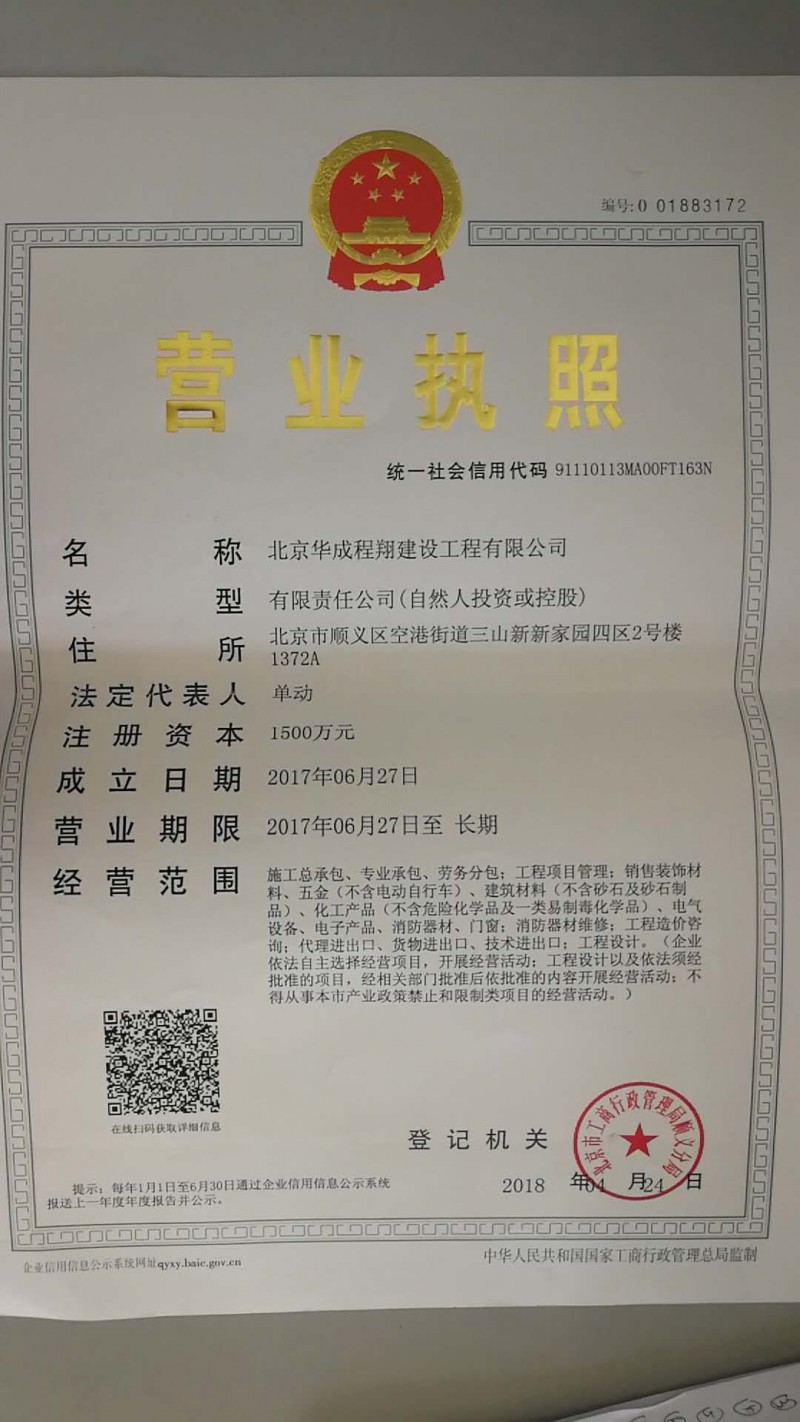 编号:0 01883172
营业执照
统一社会信用代码 91110113MA00FT163N
名称 北京华成程翔建设工程有限公司
类型 有限责任公司(自然人投资或控股)
住所 北京市顺义区空港街道三山新新家园四区2号楼
1372A
法定代表人 单动
注册资本 1500万元
成立日期 2017年06月27日
营业期限 2017年06月27日至 长期
经营范围 施工总承包、专业承包、劳务分包；工程项目管理；销售装饰材
料、五金（不含电动自行车）、建筑材料（不含砂石及砂石制
品）、化工产品（不含危险化学品及一类易制毒化学品）、电气
设备、电子产品、消防器材、门窗；消防器材维修；工程造价咨
询；代理进出口、货物进出口、技术进出口；工程设计。（企业
依法自主选择经营项目，开展经营活动；工程设计以及依法须经
批准的项目，经相关部门批准后依批准的内容开展经营活动；不
得从事本市产业政策禁止和限制类项目的经营活动。）
在线扫码获取详细信息
登记机关
北京市工商行政管理局顺义分局
2018 年04 月24 日
提示：每年1月1日至6月30日通过企业信用信息公示系统
报送上一年度年度报告并公示。
企业信用信息公示系统网址qyxy.baic.gov.cn
中华人民共和国国家工商行政管理总局监制